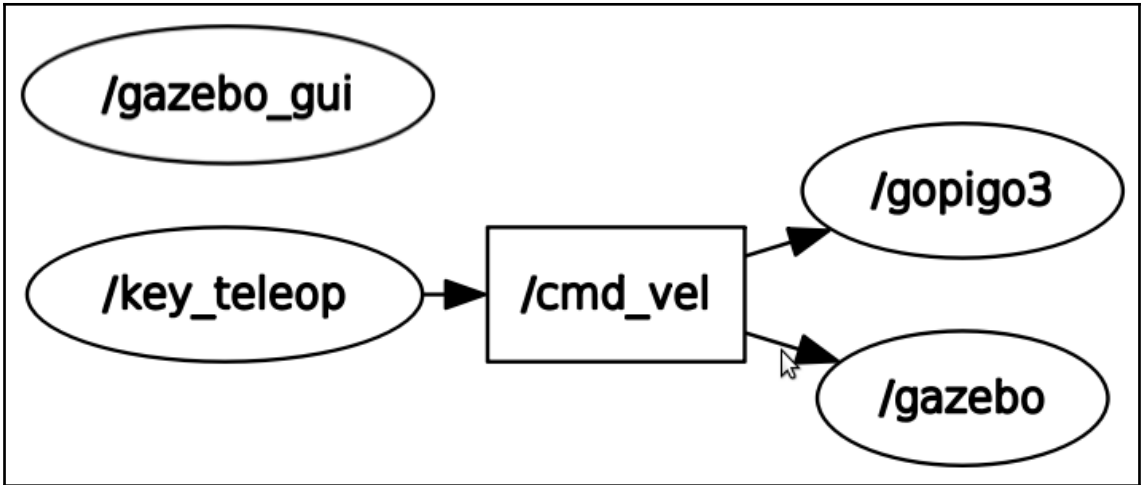 /gazebo_gui
/gopigo3
/key_teleop
/cmd_vel
/gazebo